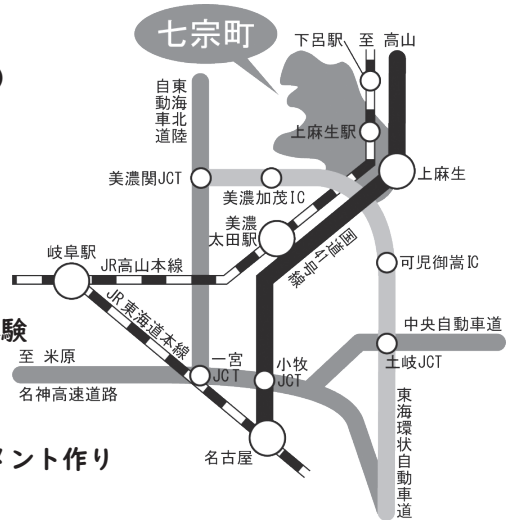 七宗町
下呂駅
至 高山
東海北陸
自動車道
上麻生駅
美濃関JCT
美濃加茂IC
上麻生
美濃
太田駅
国道41号線
岐阜駅
JR高山本線
可児御嵩IC
JR東海道本線
験
至 米原
一宮
JCT
小牧
JCT
中央自動車道
土岐JCT
名神高速道路
東海環状自動車道
名古屋
メント作り